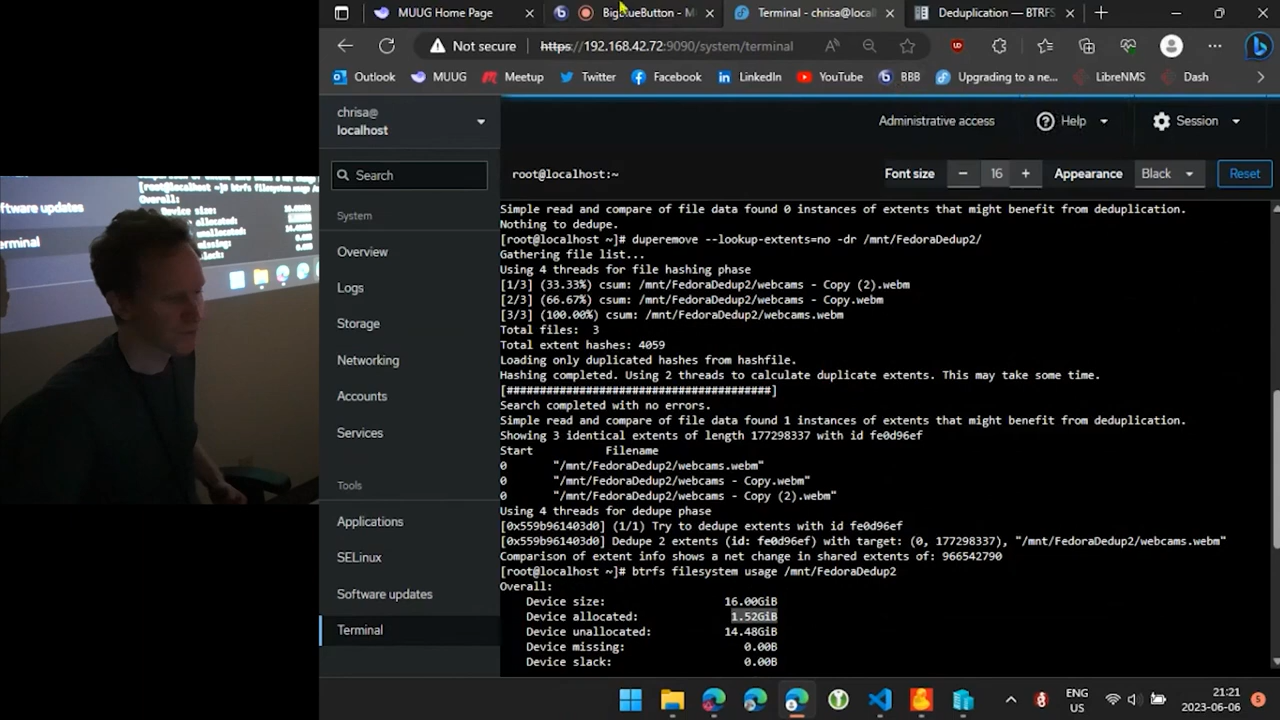 MUUG Home Page
BigBlueButton - M
Terminal - chrisa@local
Deduplication — BTRFS
Not secure
https://192.168.42.72:9090/system/terminal
Outlook
MUUG
Meetup
Twitter
Facebook
LinkedIn
YouTube
BBB
Upgrading to a ne...
LibreNMS
Dash
chrisa@
localhost
Administrative access
Help
Session
Search
root@localhost:~
Font size
16
Appearance
Black
Reset
System
Overview
Logs
Storage
Networking
Accounts
Services
Tools
Applications
SELinux
Software updates
Terminal
Simple read and compare of file data found 0 instances of extents that might benefit from deduplication.
Nothing to dedupe.
[root@localhost ~]# duperemove --lookup-extents=no -dr /mnt/FedoraDedup2/
Gathering file list...
Using 4 threads for file hashing phase
[1/3] (33.33%) csum: /mnt/FedoraDedup2/webcams - Copy (2).webm
[2/3] (66.67%) csum: /mnt/FedoraDedup2/webcams - Copy.webm
[3/3] (100.00%) csum: /mnt/FedoraDedup2/webcams.webm
Total files:  3
Total extent hashes: 4059
Loading only duplicated hashes from hashfile.
Hashing completed. Using 2 threads to calculate duplicate extents. This may take some time.
[########################################]
Search completed with no errors.
Simple read and compare of file data found 1 instances of extents that might benefit from deduplication.
Showing 3 identical extents of length 177298337 with id fe0d96ef
Start Filename
0 "/mnt/FedoraDedup2/webcams.webm"
0 "/mnt/FedoraDedup2/webcams - Copy.webm"
0 "/mnt/FedoraDedup2/webcams - Copy (2).webm"
Using 4 threads for dedupe phase
[0x559b961403d0] (1/1) Try to dedupe extents with id fe0d96ef
[0x559b961403d0] Dedupe 2 extents (id: fe0d96ef) with target: (0, 177298337), "/mnt/FedoraDedup2/webcams.webm"
Comparison of extent info shows a net change in shared extents of: 966542790
[root@localhost ~]# btrfs filesystem usage /mnt/FedoraDedup2
Overall:
Device size: 16.00GiB
Device allocated: 1.52GiB
Device unallocated: 14.48GiB
Device missing: 0.00B
Device slack: 0.00B
ENG
US
21:21
2023-06-06
5